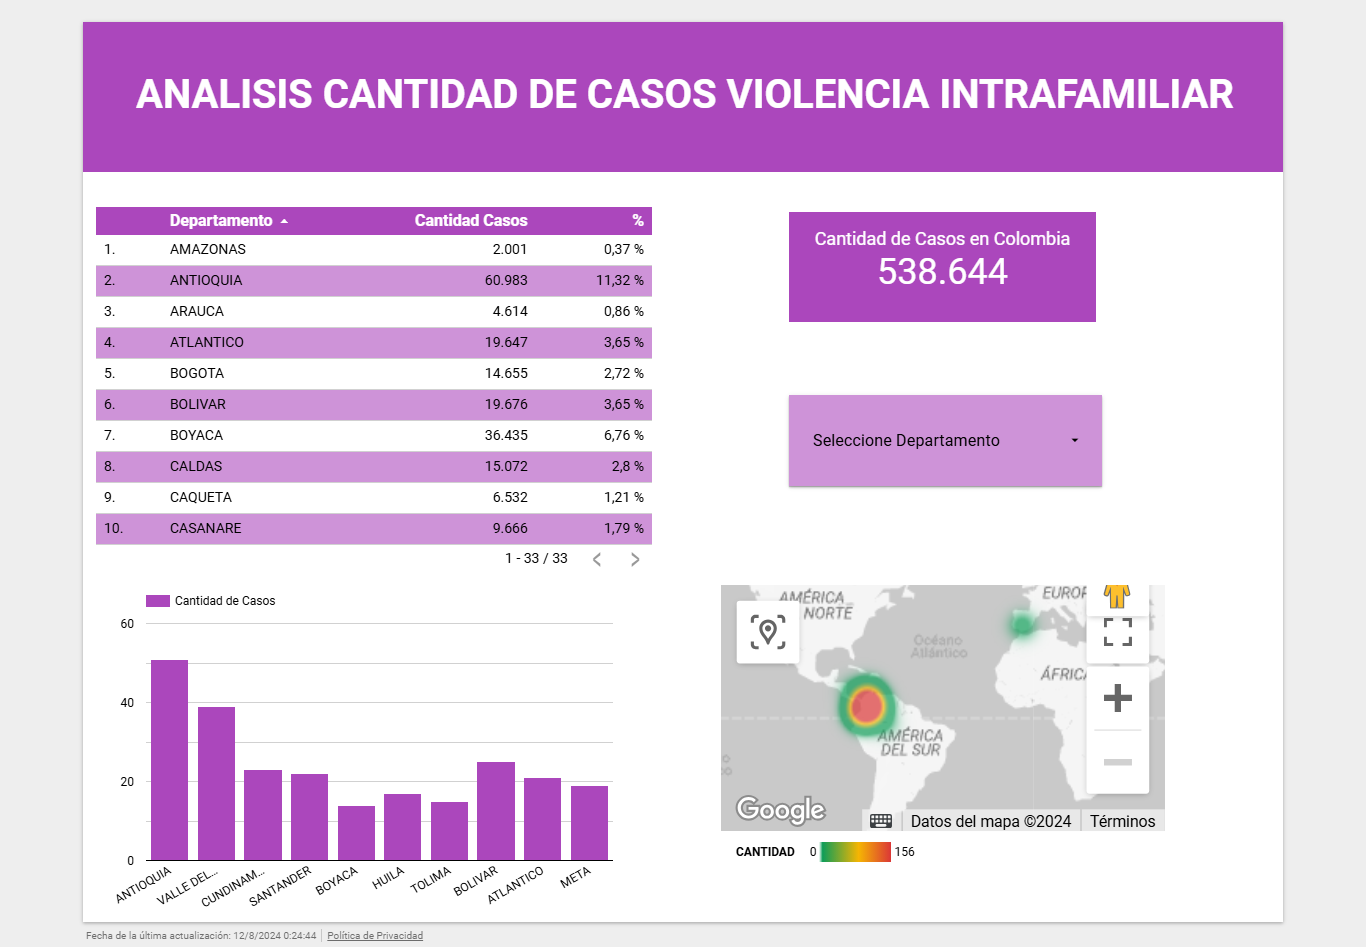 ANALISIS CANTIDAD DE CASOS VIOLENCIA INTRAFAMILIAR
Departamento Cantidad Casos %
1. AMAZONAS 2.001 0,37 %
2. ANTIOQUIA 60.983 11,32 %
3. ARAUCA 4.614 0,86 %
4. ATLANTICO 19.647 3,65 %
5. BOGOTA 14.655 2,72 %
6. BOLIVAR 19.676 3,65 %
7. BOYACA 36.435 6,76 %
8. CALDAS 15.072 2,8 %
9. CAQUETA 6.532 1,21 %
10. CASANARE 9.666 1,79 %
1 - 33 / 33
Cantidad de Casos en Colombia
538.644
Seleccione Departamento
Cantidad de Casos
60
40
20
0
ANTIOQUIA
VALLE DEL...
CUNDINAM...
SANTANDER
BOYACA
HUILA
TOLIMA
BOLIVAR
ATLANTICO
META
AMÉRICA
NORTE
EUROP
Océano
Atlántico
ÁFRICA
AMÉRICA
DEL SUR
Google
Datos del mapa ©2024
Términos
CANTIDAD 0 156
Fecha de la última actualización: 12/8/2024 0:24:44
Política de Privacidad